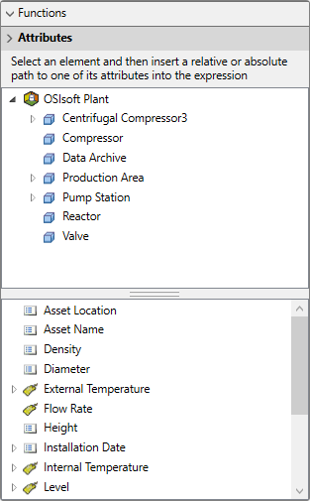 Functions
Attributes
Select an element and then insert a relative or absolute
path to one of its attributes into the expression
OSIsoft Plant
Centrifugal Compressor3
Compressor
Data Archive
Production Area
Pump Station
Reactor
Valve
Asset Location
Asset Name
Density
Diameter
External Temperature
Flow Rate
Height
Installation Date
Internal Temperature
Level